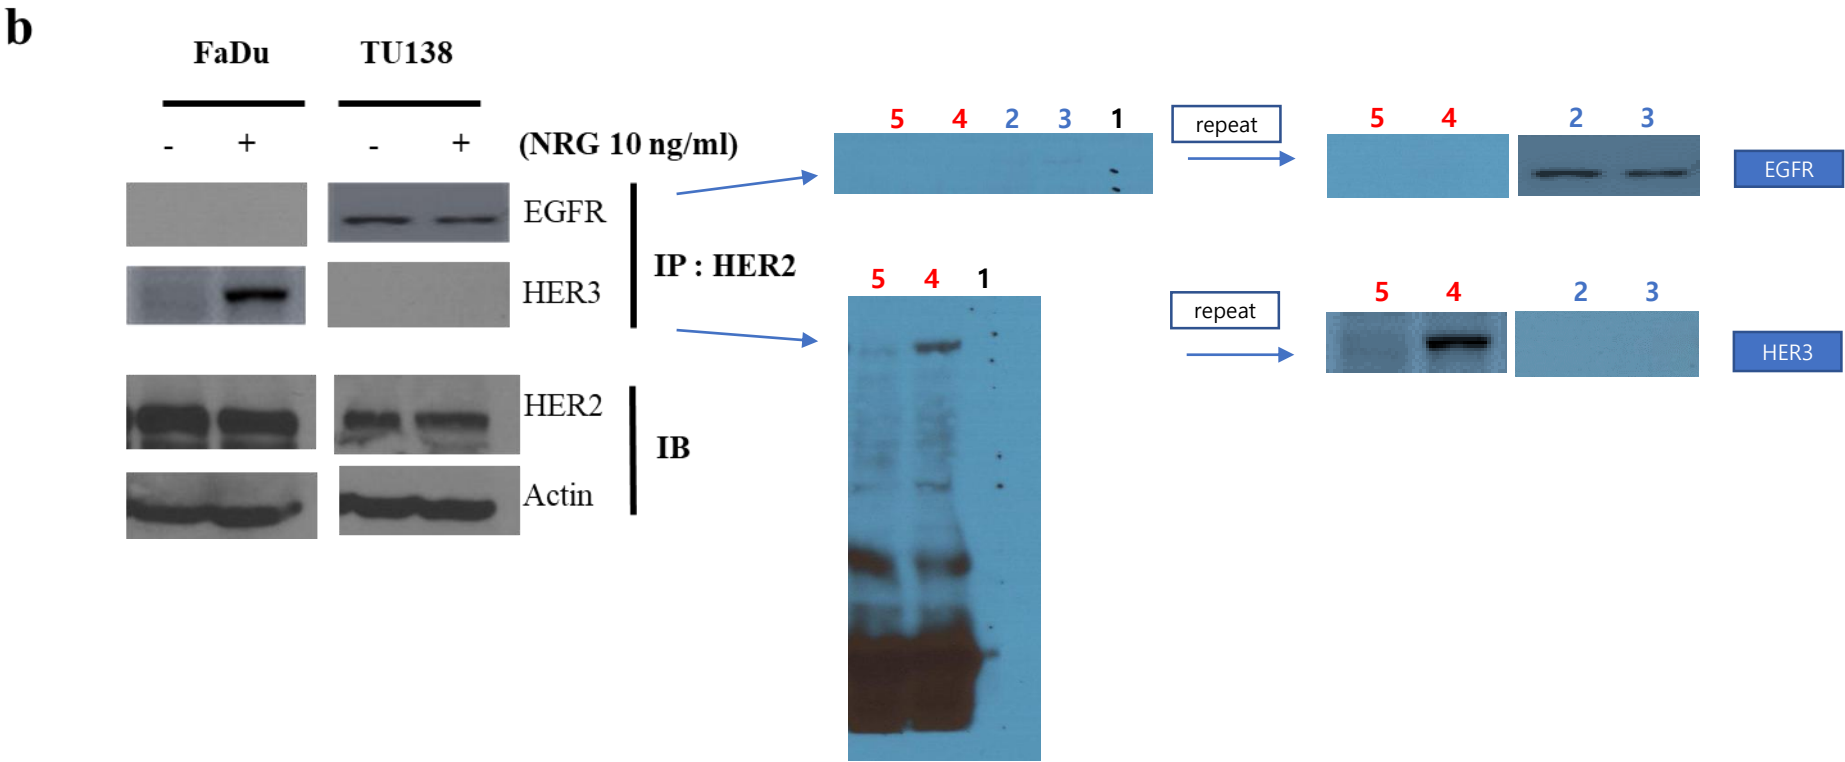 b
FaDu TU138
- + - + (NRG 10 ng/ml)
EGFR
HER3
IP : HER2
HER2
Actin
IB
5 4 2 3 1
repeat
5 4 2 3
EGFR
5 4 1
repeat
5 4 2 3
HER3